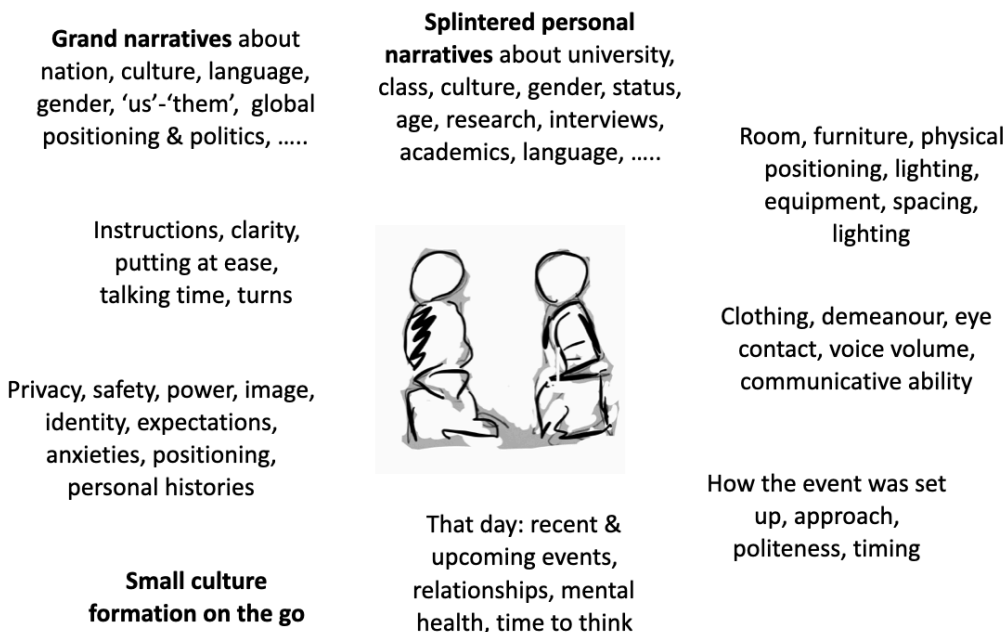 Grand narratives about
nation, culture, language,
gender, ‘us’-‘them’,  global
positioning & politics, …..
Splintered personal
narratives about university,
class, culture, gender, status,
age, research, interviews,
academics, language, …..
Room, furniture, physical
positioning, lighting,
equipment, spacing,
lighting
Instructions, clarity,
putting at ease,
talking time, turns
Clothing, demeanour, eye
contact, voice volume,
communicative ability
Privacy, safety, power, image,
identity, expectations,
anxieties, positioning,
personal histories
How the event was set
up, approach,
politeness, timing
That day: recent &
upcoming events,
relationships, mental
health, time to think
Small culture
formation on the go